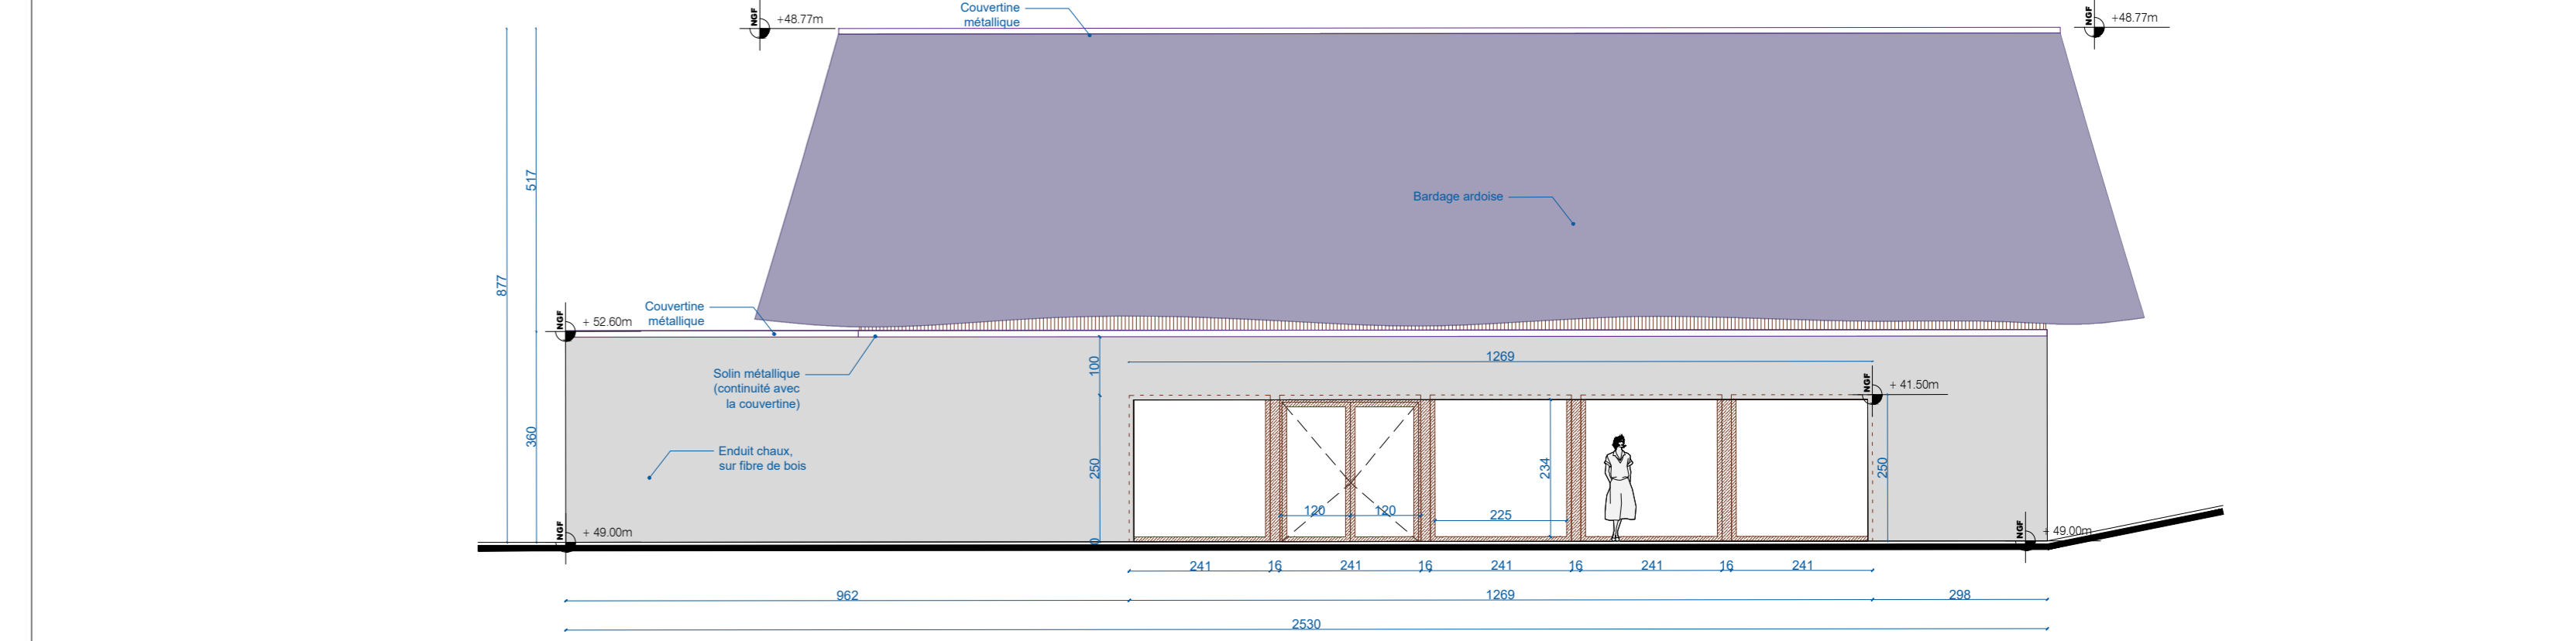 Couvertine
métallique
NGF
+48.77m
NGF
+48.77m
517
877
Bardage ardoise
Couvertine
métallique
NGF
+ 52.60m
Solin métallique
(continuité avec
la couvertine)
100
1269
NGF
+ 41.50m
360
Enduit chaux,
sur fibre de bois
250
234
250
120
120
225
NGF
+ 49.00m
0
NGF
+ 49.00m
241
16
241
16
241
16
241
16
241
962
1269
298
2530